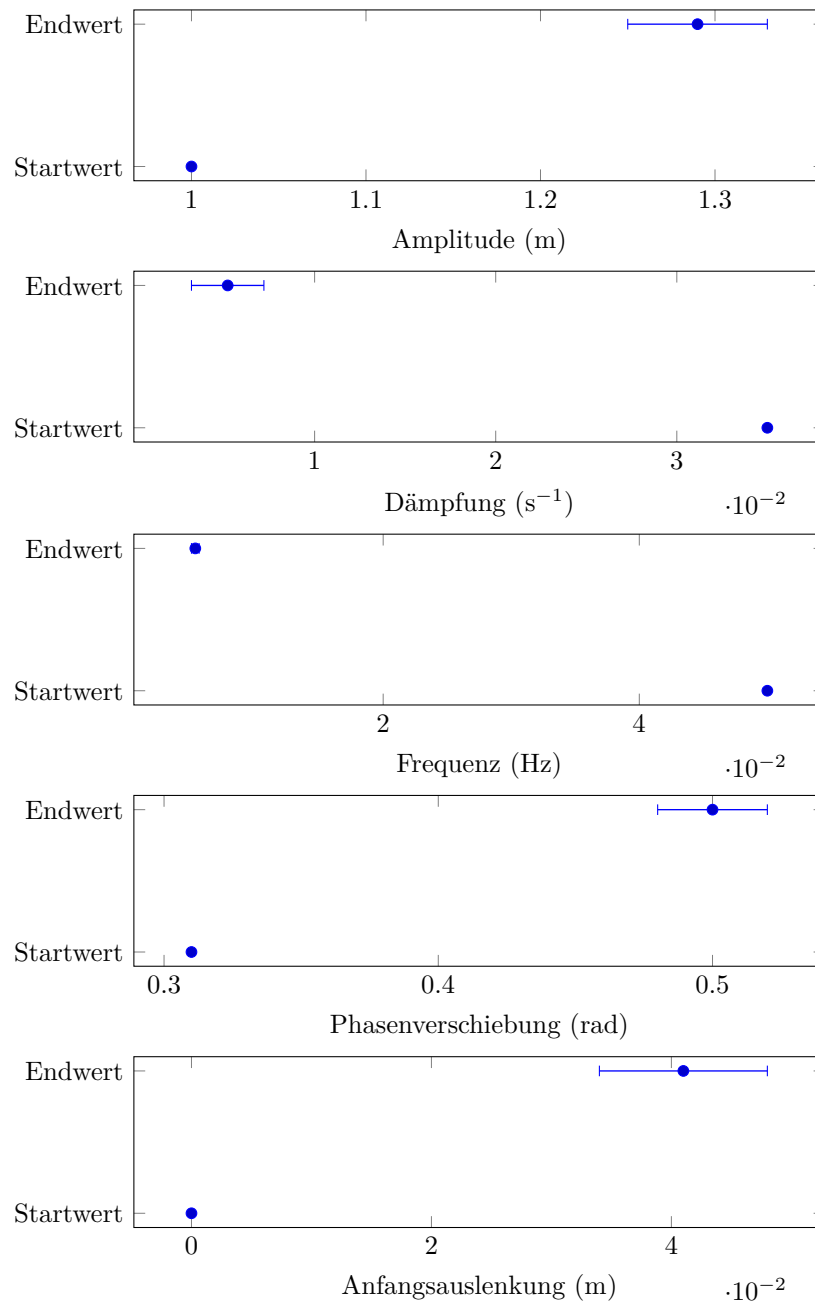 Endwert
Startwert
1 1.1 1.2 1.3
Amplitude (m)
Endwert
Startwert
1 2 3
Dämpfung (s⁻¹) ·10⁻²
Endwert
Startwert
2 4
Frequenz (Hz) ·10⁻²
Endwert
Startwert
0.3 0.4 0.5
Phasenverschiebung (rad)
Endwert
Startwert
0 2 4
Anfangsauslenkung (m) ·10⁻²